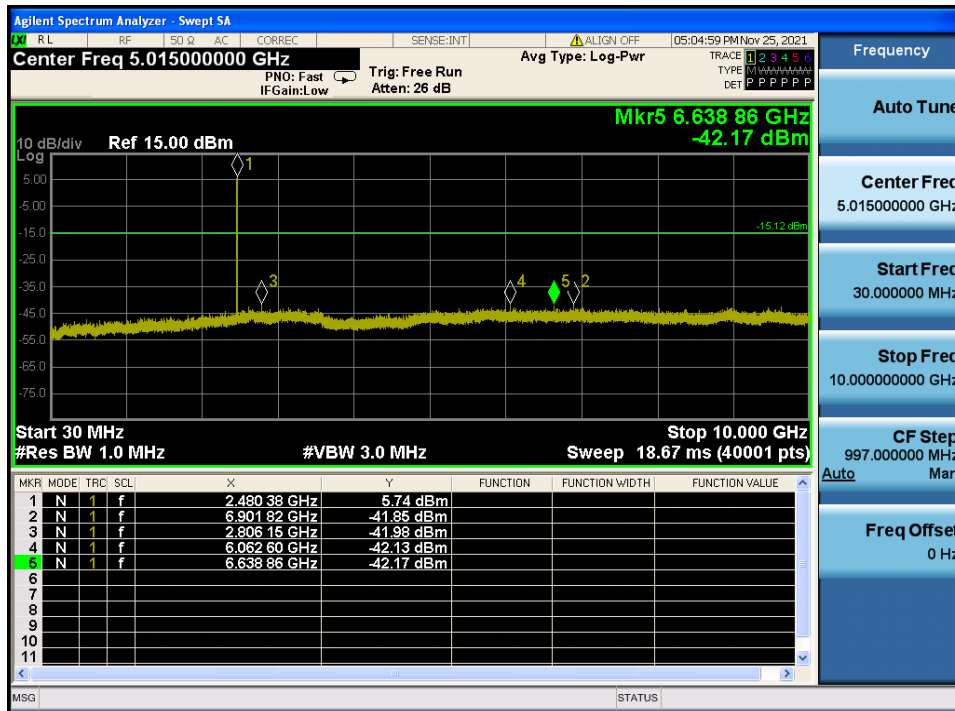 Agilent Spectrum Analyzer - Swept SA
LXI RL RF 50 Ω AC CORREC SENSE:INT ALIGN OFF 05:04:59 PM Nov 25, 2021
Center Freq 5.015000000 GHz
PNO: Fast
IFGain:Low
Trig: Free Run
Atten: 26 dB
Avg Type: Log-Pwr
TRACE 1 2 3 4 5 6
TYPE MWWWWW
DET P P P P P P
Mkr5 6.638 86 GHz
-42.17 dBm
10 dB/div Ref 15.00 dBm
Log
5.00
-5.00
-15.0
-25.0
-35.0
-45.0
-55.0
-65.0
-75.0
1
-15.12 dBm
3 4 5 2
Start 30 MHz Stop 10.000 GHz
#Res BW 1.0 MHz #VBW 3.0 MHz Sweep 18.67 ms (40001 pts)
MKR MODE TRC SCL X Y FUNCTION FUNCTION WIDTH FUNCTION VALUE
1 N 1 f 2.480 38 GHz 5.74 dBm
2 N 1 f 6.901 82 GHz -41.85 dBm
3 N 1 f 2.806 15 GHz -41.98 dBm
4 N 1 f 6.062 60 GHz -42.13 dBm
5 N 1 f 6.638 86 GHz -42.17 dBm
6
7
8
9
10
11
MSG STATUS
Frequency
Auto Tune
Center Freq
5.015000000 GHz
Start Freq
30.000000 MHz
Stop Freq
10.000000000 GHz
CF Step
997.000000 MHz
Auto Man
Freq Offset
0 Hz